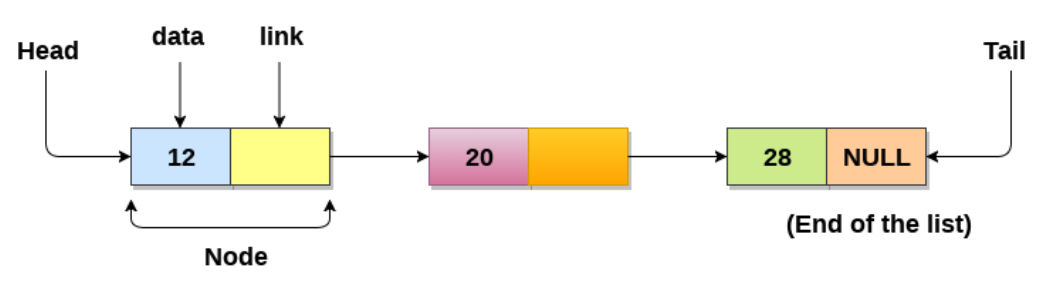 Head
data
link
Tail
12
20
28
NULL
(End of the list)
Node